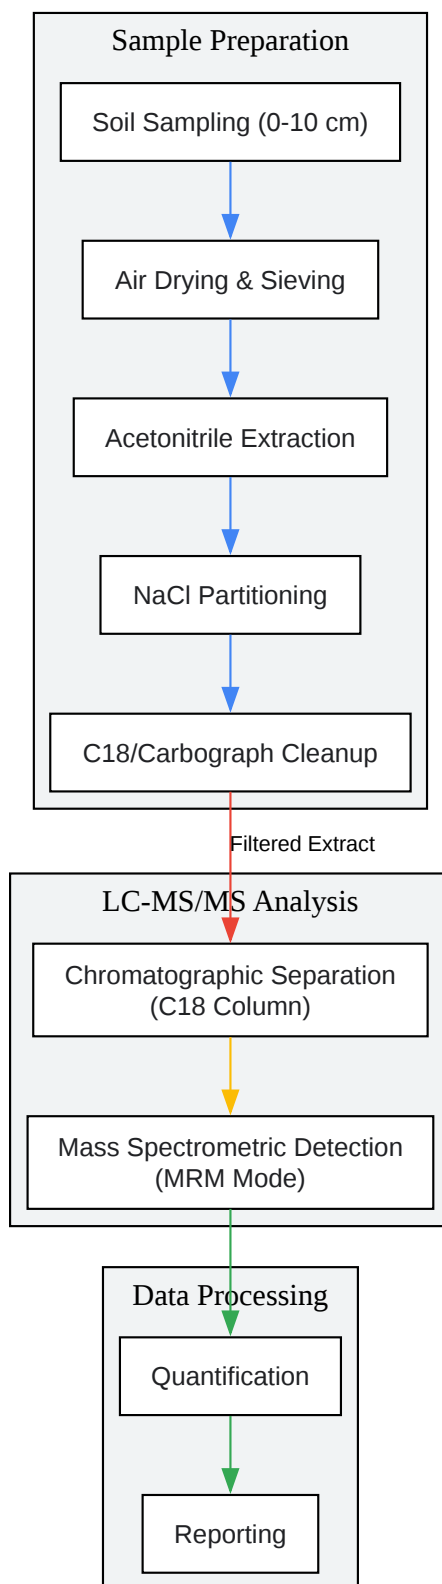 Sample Preparation
Soil Sampling (0-10 cm)
Air Drying & Sieving
Acetonitrile Extraction
NaCl Partitioning
C18/Carbograph Cleanup
Filtered Extract
LC-MS/MS Analysis
Chromatographic Separation
(C18 Column)
Mass Spectrometric Detection
(MRM Mode)
Data Processing
Quantification
Reporting